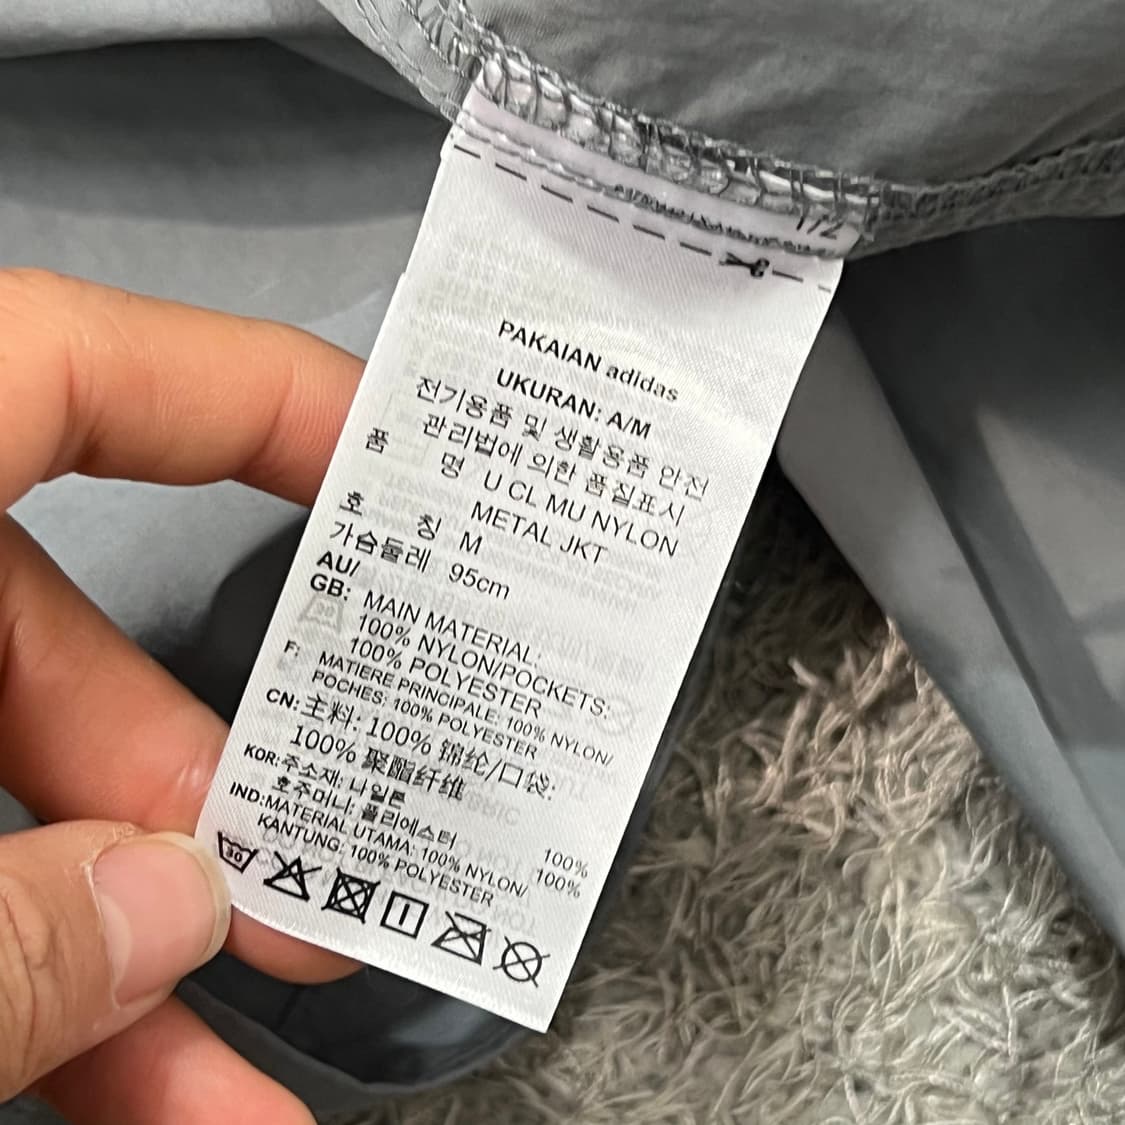 1/2
PAKAIAN adidas
UKURAN: A/M
전기용품 및 생활용품 안전
관리법에 의한 품질표시
품 명 U CL MU NYLON
METAL JKT
호 칭 M
가슴둘레 95cm
AU/
GB: MAIN MATERIAL:
100% NYLON/POCKETS:
100% POLYESTER
F: MATIERE PRINCIPALE: 100% NYLON/
POCHES: 100% POLYESTER
CN: 主料: 100% 锦纶/口袋:
100% 聚酯纤维
KOR: 주소재: 나일론 100%
호주머니: 폴리에스터 100%
IND: MATERIAL UTAMA: 100% NYLON/
KANTUNG: 100% POLYESTER
30